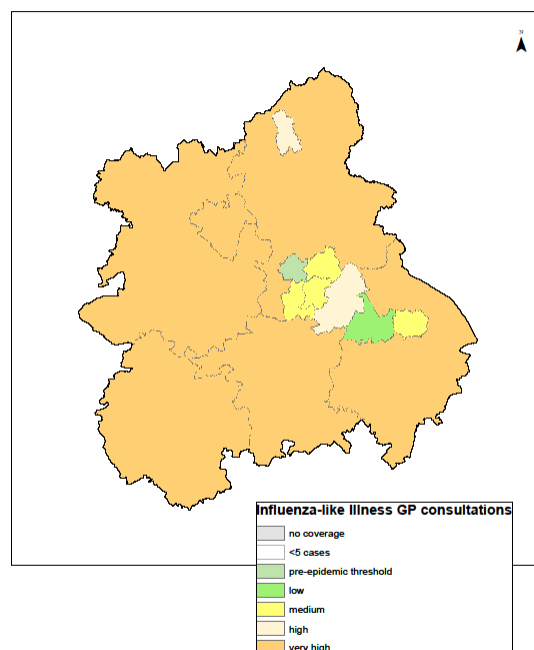 N
Influenza-like Illness GP consultations
no coverage
<5 cases
pre-epidemic threshold
low
medium
high
very high